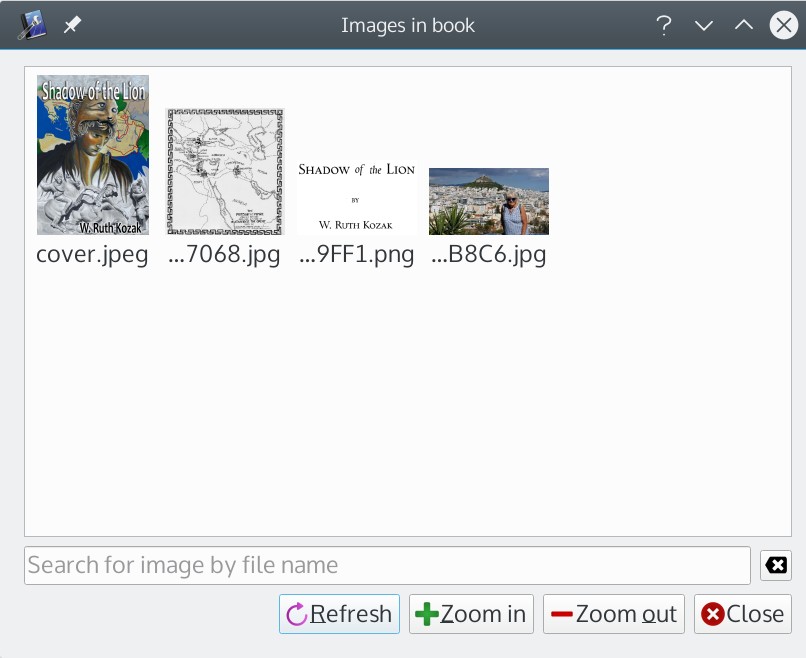 Images in book
Shadow of the Lion
W. Ruth Kozak
SHADOW of the LION
BY
W. RUTH KOZAK
cover.jpeg
...7068.jpg
...9FF1.png
...B8C6.jpg
Search for image by file name
Refresh
Zoom in
Zoom out
Close